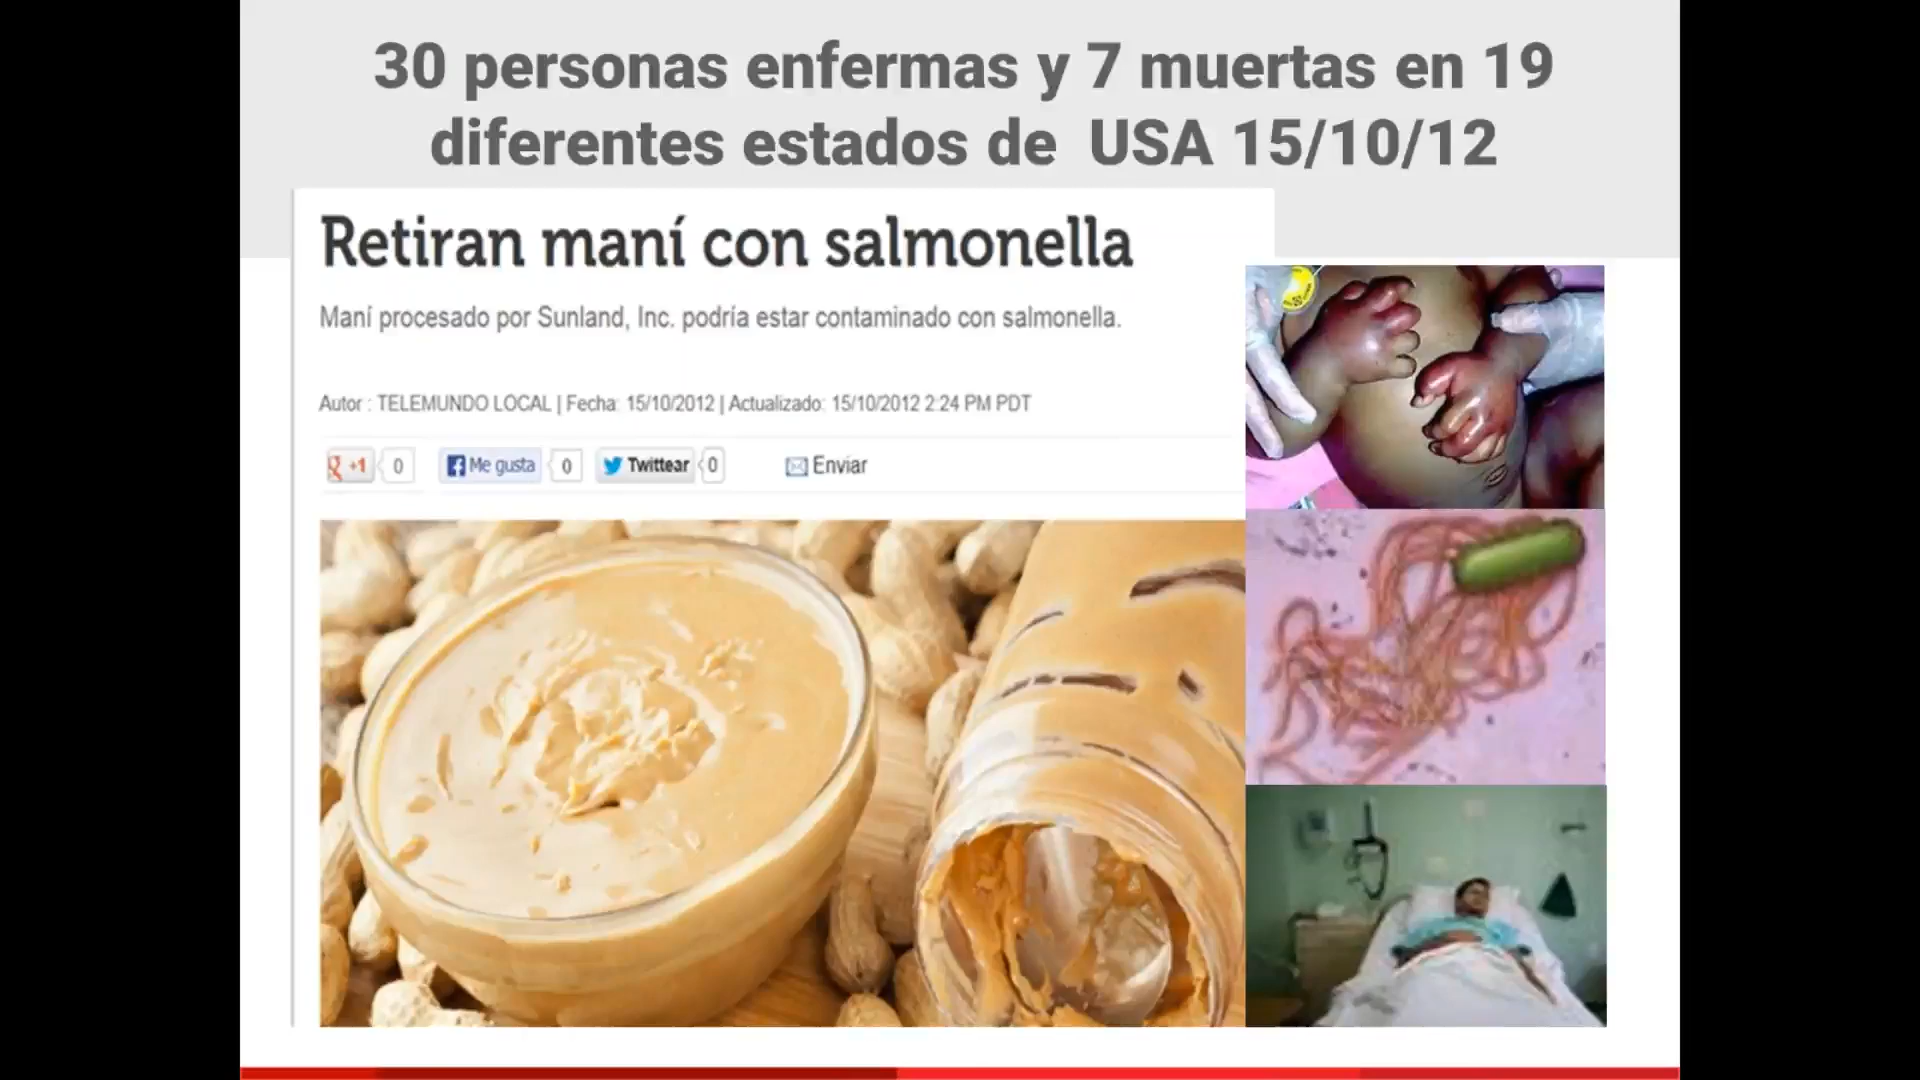 30 personas enfermas y 7 muertas en 19
diferentes estados de USA 15/10/12
Retiran maní con salmonella
Maní procesado por Sunland, Inc. podría estar contaminado con salmonella.
Autor : TELEMUNDO LOCAL | Fecha: 15/10/2012 | Actualizado: 15/10/2012 2:24 PM PDT
+1 0 Me gusta 0 Twittear 0 Enviar